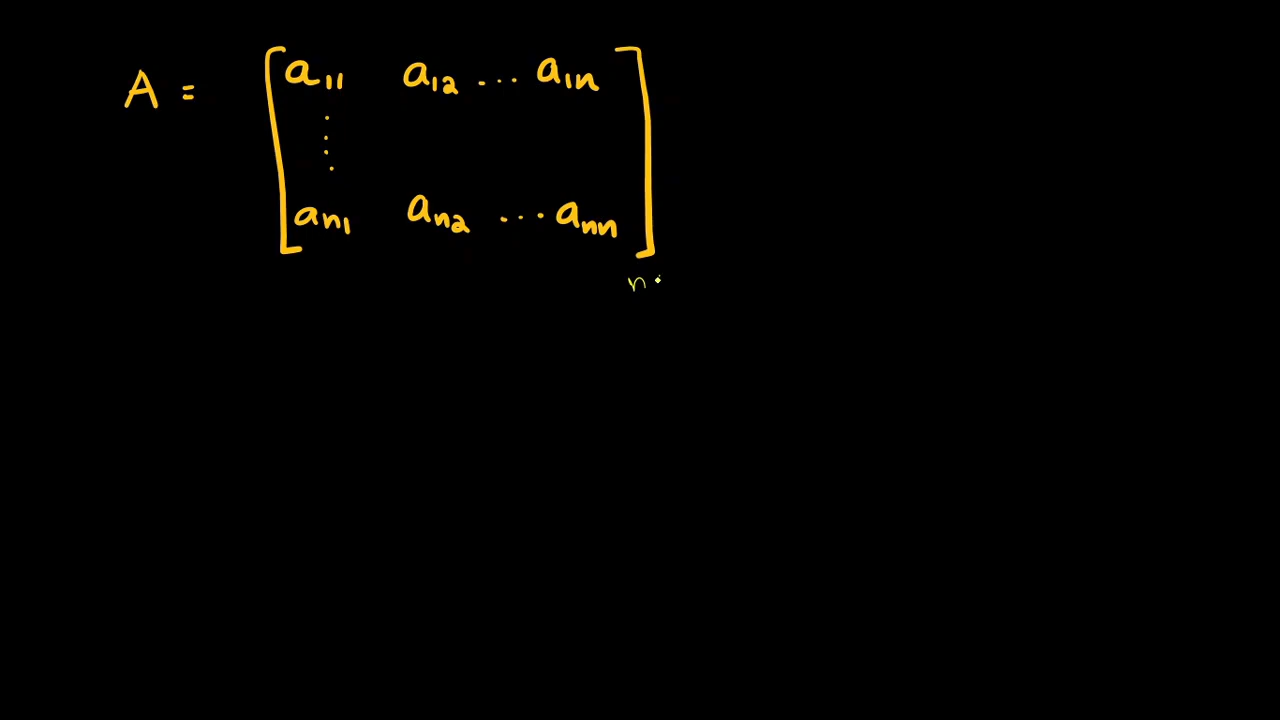 A = [ a₁₁ a₁₂ ... a₁ₙ ]
⋮
aₙ₁ aₙ₂ ... aₙₙ
n